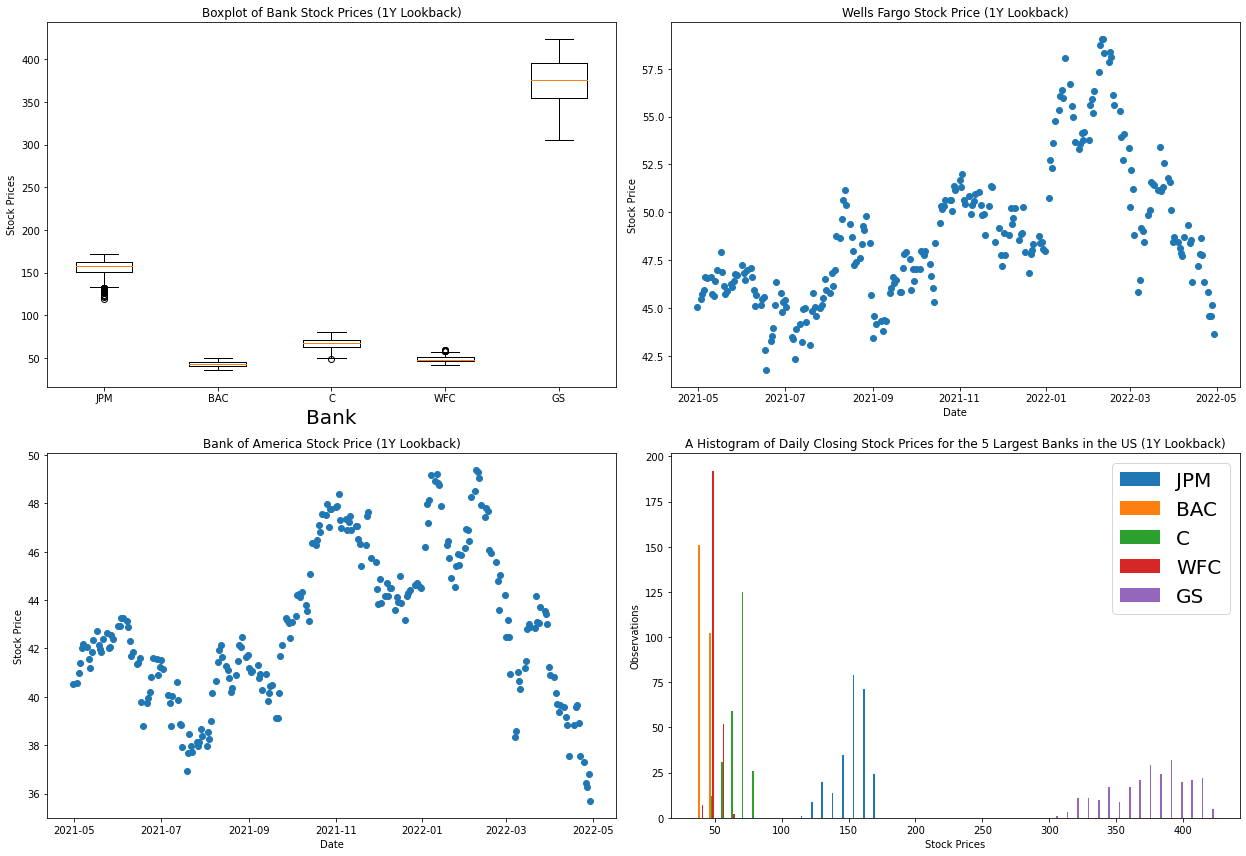 Boxplot of Bank Stock Prices (1Y Lookback)
Stock Prices
400
350
300
250
200
150
100
50
JPM
BAC
C
WFC
GS
Bank
Wells Fargo Stock Price (1Y Lookback)
Stock Price
57.5
55.0
52.5
50.0
47.5
45.0
42.5
2021-05
2021-07
2021-09
2021-11
2022-01
2022-03
2022-05
Date
Bank of America Stock Price (1Y Lookback)
Stock Price
50
48
46
44
42
40
38
36
2021-05
2021-07
2021-09
2021-11
2022-01
2022-03
2022-05
Date
A Histogram of Daily Closing Stock Prices for the 5 Largest Banks in the US (1Y Lookback)
Observations
200
175
150
125
100
75
50
25
0
JPM
BAC
C
WFC
GS
50
100
150
200
250
300
350
400
Stock Prices